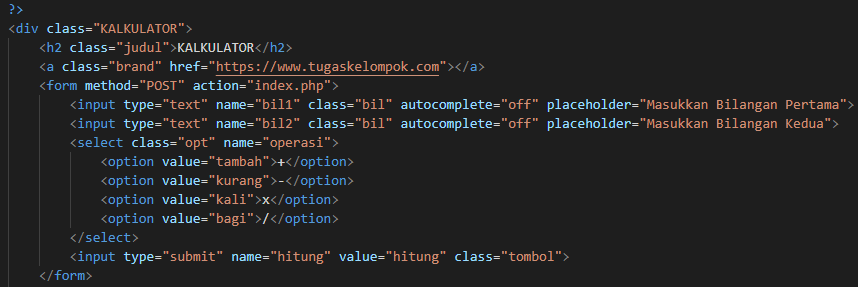 ?>
<div class="KALKULATOR">
<h2 class="judul">KALKULATOR</h2>
<a class="brand" href="https://www.tugaskelompok.com"></a>
<form method="POST" action="index.php">
<input type="text" name="bil1" class="bil" autocomplete="off" placeholder="Masukkan Bilangan Pertama">
<input type="text" name="bil2" class="bil" autocomplete="off" placeholder="Masukkan Bilangan Kedua">
<select class="opt" name="operasi">
<option value="tambah">+</option>
<option value="kurang">-</option>
<option value="kali">x</option>
<option value="bagi">/</option>
</select>
<input type="submit" name="hitung" value="hitung" class="tombol">
</form>